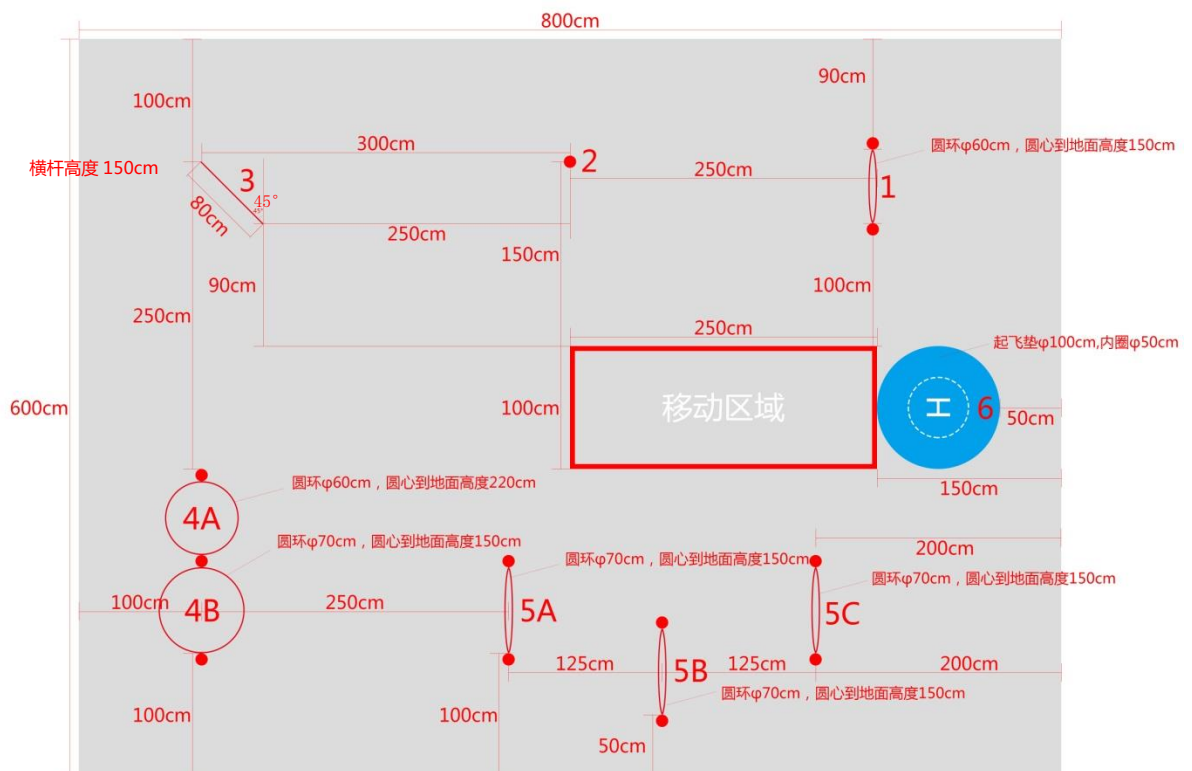 800cm
100cm
90cm
300cm
圆环φ60cm，圆心到地面高度150cm
横杆高度 150cm
2
250cm
3
45°
45°
1
80cm
250cm
150cm
90cm
100cm
250cm
250cm
起飞垫φ100cm,内圈φ50cm
600cm
100cm
移动区域
H
6
50cm
圆环φ60cm，圆心到地面高度220cm
150cm
4A
圆环φ70cm，圆心到地面高度150cm
圆环φ70cm，圆心到地面高度150cm
200cm
圆环φ70cm，圆心到地面高度150cm
100cm
4B
250cm
5A
5C
125cm
5B
125cm
200cm
圆环φ70cm，圆心到地面高度150cm
100cm
100cm
50cm